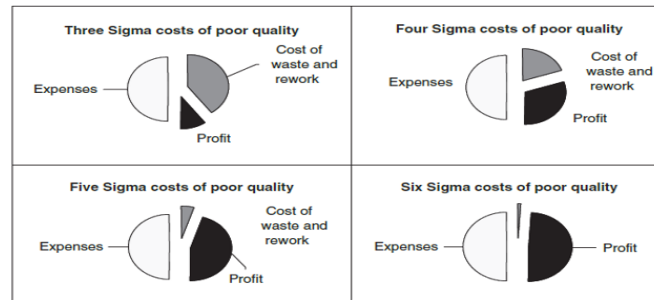 Three Sigma costs of poor quality
Cost of
waste and
rework
Expenses
Profit
Four Sigma costs of poor quality
Cost of
waste and
rework
Expenses
Profit
Five Sigma costs of poor quality
Cost of
waste and
rework
Expenses
Profit
Six Sigma costs of poor quality
Expenses
Profit